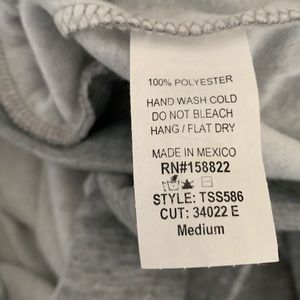 100% POLYESTER
HAND WASH COLD
DO NOT BLEACH
HANG / FLAT DRY
MADE IN MEXICO
RN#158822
STYLE: TSS586
CUT: 34022 E
Medium